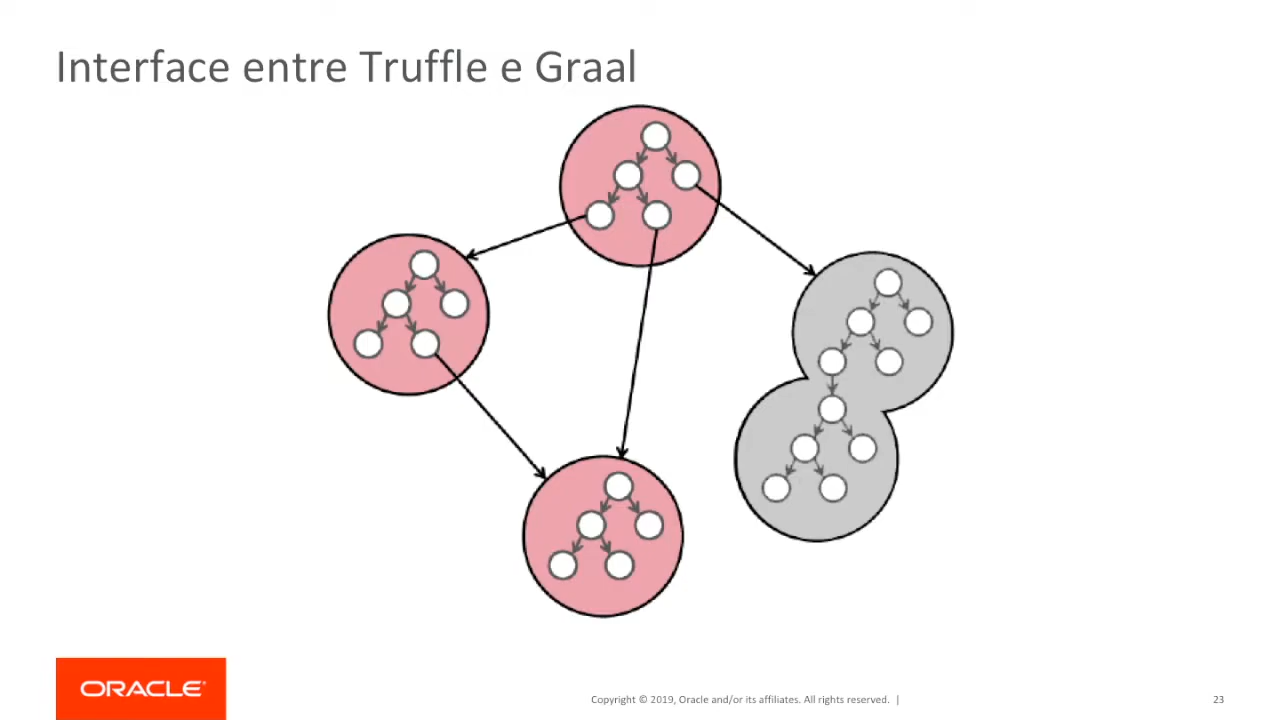 Interface entre Truffle e Graal
ORACLE®
Copyright © 2019, Oracle and/or its affiliates. All rights reserved. |
23